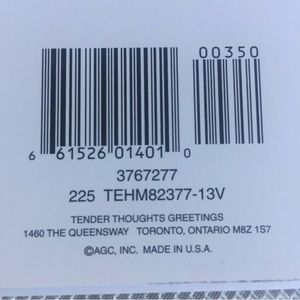 00350
6 61526 01401 0
3767277
225 TEHM82377-13V
TENDER THOUGHTS GREETINGS
1460 THE QUEENSWAY TORONTO, ONTARIO M8Z 1S7
©AGC, INC. MADE IN U.S.A.